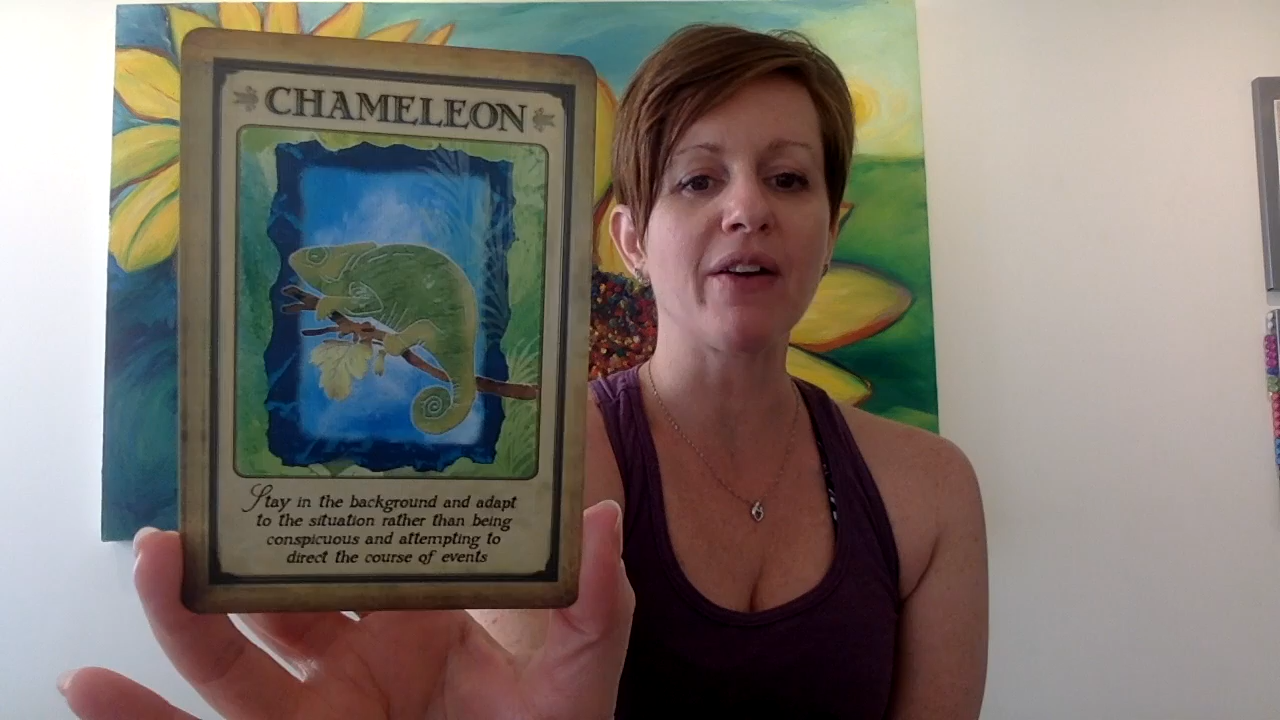 CHAMELEON
Stay in the background and adapt
to the situation rather than being
conspicuous and attempting to
direct the course of events